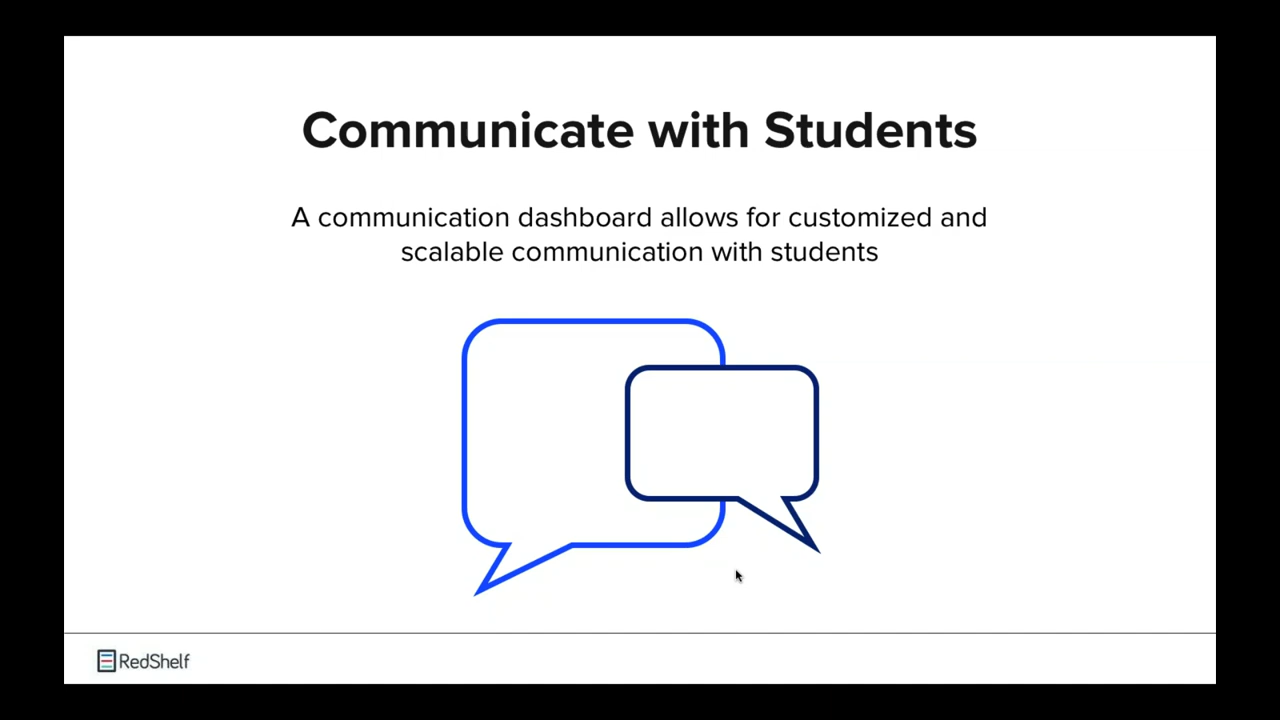 Communicate with Students
A communication dashboard allows for customized and
scalable communication with students
RedShelf